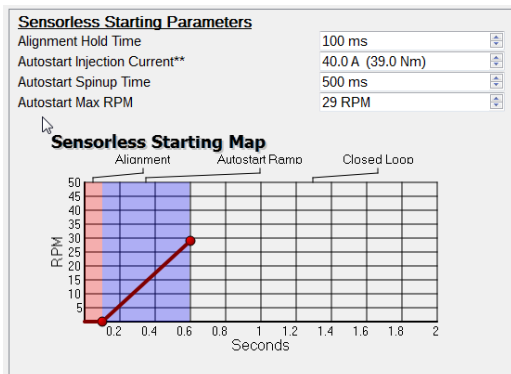 Sensorless Starting Parameters
Alignment Hold Time 100 ms
Autostart Injection Current** 40.0 A (39.0 Nm)
Autostart Spinup Time 500 ms
Autostart Max RPM 29 RPM
Sensorless Starting Map
Alignment Autostart Ramp Closed Loop
50
45
40
35
30
25
20
15
10
5
RPM
0.2 0.4 0.6 0.8 1 1.2 1.4 1.6 1.8 2
Seconds